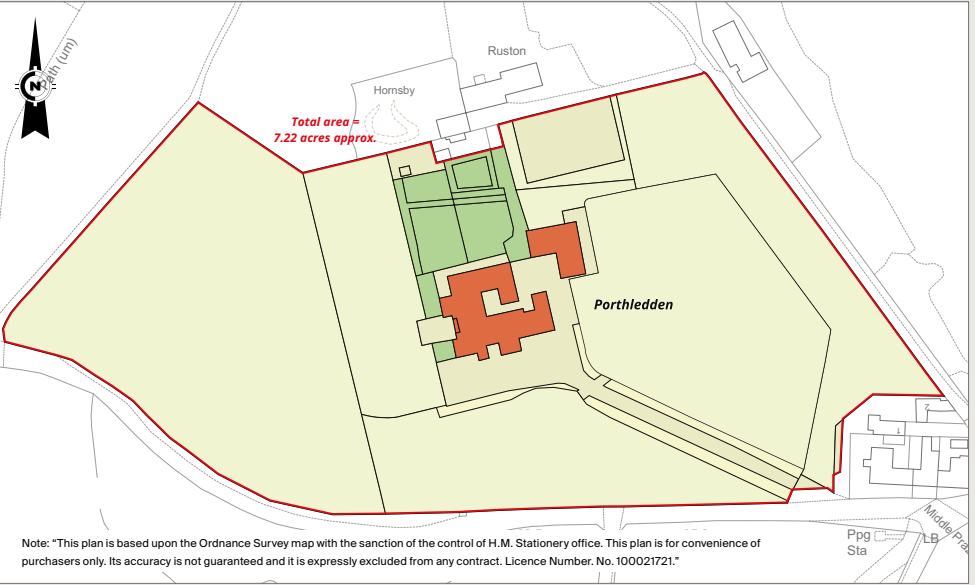 Ruston
Path (um)
N
Hornsby
Total area =
7.22 acres approx.
Porthledden
2
1
Middle Pra
Ppg
Sta
LB
Note: “This plan is based upon the Ordnance Survey map with the sanction of the control of H.M. Stationery office. This plan is for convenience of
purchasers only. Its accuracy is not guaranteed and it is expressly excluded from any contract. Licence Number. No. 100021721.”